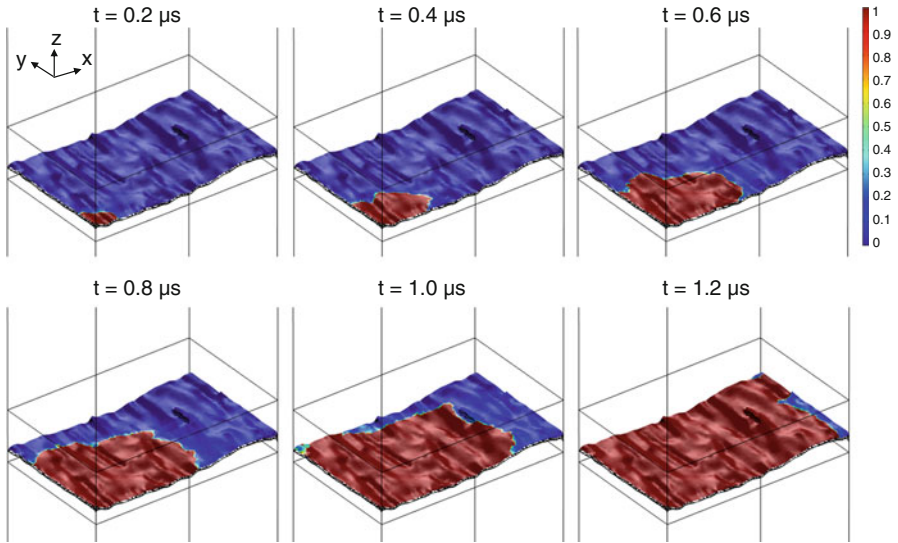 t = 0.2 µs
t = 0.4 µs
t = 0.6 µs
z
y
x
1
0.9
0.8
0.7
0.6
0.5
0.4
0.3
0.2
0.1
0
t = 0.8 µs
t = 1.0 µs
t = 1.2 µs